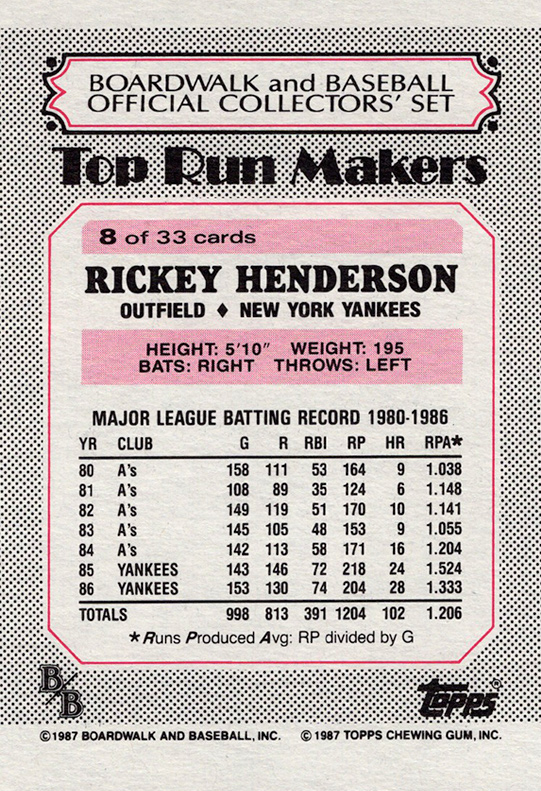 BOARDWALK and BASEBALL
OFFICIAL COLLECTORS' SET
Top Run Makers
8 of 33 cards
RICKEY HENDERSON
OUTFIELD ♦ NEW YORK YANKEES
HEIGHT: 5'10" WEIGHT: 195
BATS: RIGHT THROWS: LEFT
MAJOR LEAGUE BATTING RECORD 1980-1986
YR CLUB G R RBI RP HR RPA*
80 A's 158 111 53 164 9 1.038
81 A's 108 89 35 124 6 1.148
82 A's 149 119 51 170 10 1.141
83 A's 145 105 48 153 9 1.055
84 A's 142 113 58 171 16 1.204
85 YANKEES 143 146 72 218 24 1.524
86 YANKEES 153 130 74 204 28 1.333
TOTALS 998 813 391 1204 102 1.206
*Runs Produced Avg: RP divided by G
B/B
TOPPS®
©1987 BOARDWALK AND BASEBALL, INC. ©1987 TOPPS CHEWING GUM, INC.